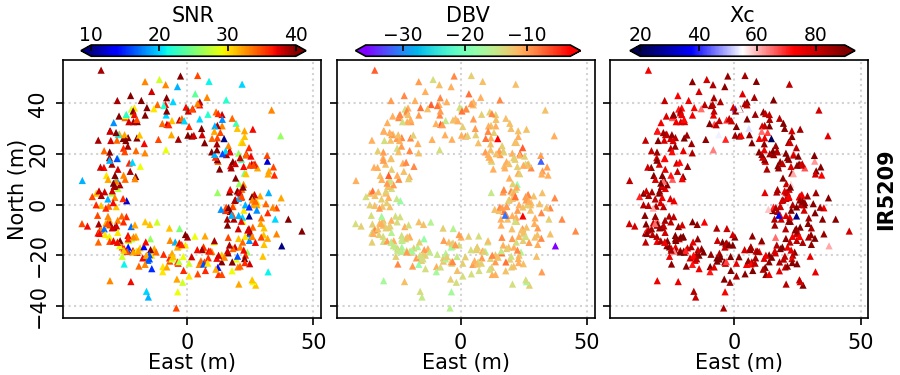 SNR
DBV
Xc
10 20 30 40
−30 −20 −10
20 40 60 80
North (m)
40
20
0
−20
−40
0 50
0 50
0 50
East (m)
East (m)
East (m)
IR5209